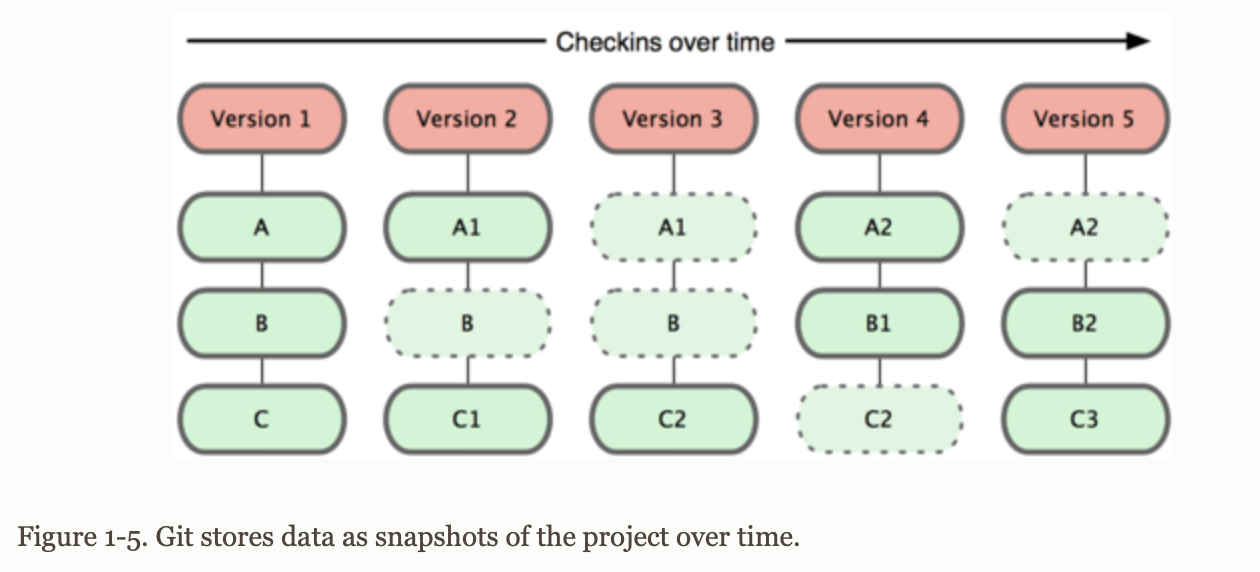 Checkins over time
Version 1 Version 2 Version 3 Version 4 Version 5
A A1 A1 A2 A2
B B B B1 B2
C C1 C2 C2 C3
Figure 1-5. Git stores data as snapshots of the project over time.